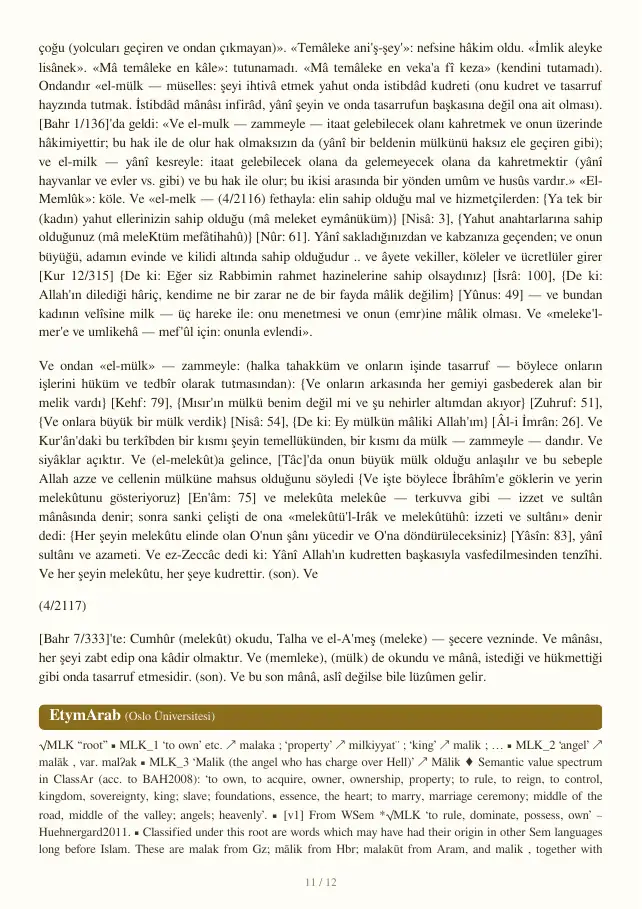 çoğu (yolcuları geçiren ve ondan çıkmayan)». «Temâleke ani'ş-şey'»: nefsine hâkim oldu. «İmlik aleyke
lisânek». «Mâ temâleke en kâle»: tutunamadı. «Mâ temâleke en veka'a fî keza» (kendini tutamadı).
Ondandır «el-mülk — müselles: şeyi ihtivâ etmek yahut onda istibdâd kudreti (onu kudret ve tasarruf
hayzında tutmak. İstibdâd mânâsı infirâd, yânî şeyin ve onda tasarrufun başkasına değil ona ait olması).
[Bahr 1/136]'da geldi: «Ve el-mulk — zammeyle — itaat gelebilecek olanı kahretmek ve onun üzerinde
hâkimiyettir; bu hak ile de olur hak olmaksızın da (yânî bir beldenin mülkünü haksız ele geçiren gibi);
ve el-milk — yânî kesreyle: itaat gelebilecek olana da gelemeyecek olana da kahretmektir (yânî
hayvanlar ve evler vs. gibi) ve bu hak ile olur; bu ikisi arasında bir yönden umûm ve husûs vardır.» «El-
Memlûk»: köle. Ve «el-melk — (4/2116) fethayla: elin sahip olduğu mal ve hizmetçilerden: {Ya tek bir
(kadın) yahut ellerinizin sahip olduğu (mâ meleket eymânüküm)} [Nisâ: 3], {Yahut anahtarlarına sahip
olduğunuz (mâ meleKtüm mefâtihahû)} [Nûr: 61]. Yânî sakladığınızdan ve kabzanıza geçenden; ve onun
büyüğü, adamın evinde ve kilidi altında sahip olduğudur .. ve âyete vekiller, köleler ve ücretlüler girer
[Kur 12/315] {De ki: Eğer siz Rabbimin rahmet hazinelerine sahip olsaydınız} [İsrâ: 100], {De ki:
Allah'ın dilediği hâriç, kendime ne bir zarar ne de bir fayda mâlik değilim} [Yûnus: 49] — ve bundan
kadının velîsine milk — üç hareke ile: onu menetmesi ve onun (emr)ine mâlik olması. Ve «meleke'l-
mer'e ve umlikehâ — mef'ûl için: onunla evlendi».
Ve ondan «el-mülk» — zammeyle: (halka tahakküm ve onların işinde tasarruf — böylece onların
işlerini hüküm ve tedbîr olarak tutmasından): {Ve onların arkasında her gemiyi gasbederek alan bir
melik vardı} [Kehf: 79], {Mısır'ın mülkü benim değil mi ve şu nehirler altımdan akıyor} [Zuhruf: 51],
{Ve onlara büyük bir mülk verdik} [Nisâ: 54], {De ki: Ey mülkün mâliki Allah'ım} [Âl-i İmrân: 26]. Ve
Kur'ân'daki bu terkîbden bir kısmı şeyin temellükünden, bir kısmı da mülk — zammeyle — dandır. Ve
siyâklar açıktır. Ve (el-melekût)a gelince, [Tâc]'da onun büyük mülk olduğu anlaşılır ve bu sebeple
Allah azze ve cellenin mülküne mahsus olduğunu söyledi {Ve işte böylece İbrâhîm'e göklerin ve yerin
melekûtunu gösteriyoruz} [En'âm: 75] ve melekûta melekûe — terkuvva gibi — izzet ve sultân
mânâsında denir; sonra sanki çelişti de ona «melekütü'l-Irâk ve melekütühû: izzeti ve sultânı» denir
dedi: {Her şeyin melekûtu elinde olan O'nun şânı yücedir ve O'na döndürüleceksiniz} [Yâsîn: 83], yânî
sultânı ve azameti. Ve ez-Zeccâc dedi ki: Yânî Allah'ın kudretten başkasıyla vasfedilmesinden tenzîhi.
Ve her şeyin melekûtu, her şeye kudrettir. (son). Ve
(4/2117)
[Bahr 7/333]'te: Cumhûr (melekût) okudu, Talha ve el-A'meş (meleke) — şecere vezninde. Ve mânâsı,
her şeyi zabt edip ona kâdir olmaktır. Ve (memleke), (mülk) de okundu ve mânâ, istediği ve hükmettiği
gibi onda tasarruf etmesidir. (son). Ve bu son mânâ, aslî değilse bile lüzûmen gelir.
EtymArab (Oslo Üniversitesi)
√MLK “root” ▪ MLK_1 ‘to own’ etc. ↗ malaka ; ‘property’ ↗ milkiyyaẗ ; ‘king’ ↗ malik ; … ▪ MLK_2 ‘angel’ ↗
malāk , var. malʔak ▪ MLK_3 ‘Malik (the angel who has charge over Hell)’ ↗ Mālik ♦ Semantic value spectrum
in ClassAr (acc. to BAH2008): ‘to own, to acquire, owner, ownership, property; to rule, to reign, to control,
kingdom, sovereignty, king; slave; foundations, essence, the heart; to marry, marriage ceremony; middle of the
road, middle of the valley; angels; heavenly’. ▪ [v1] From WSem *√MLK ‘to rule, dominate, possess, own’ –
Huehnergard2011. ▪ Classified under this root are words which may have had their origin in other Sem languages
long before Islam. These are malak from Gz; mālik from Hbr; malakūt from Aram, and malik , together with
11 / 12